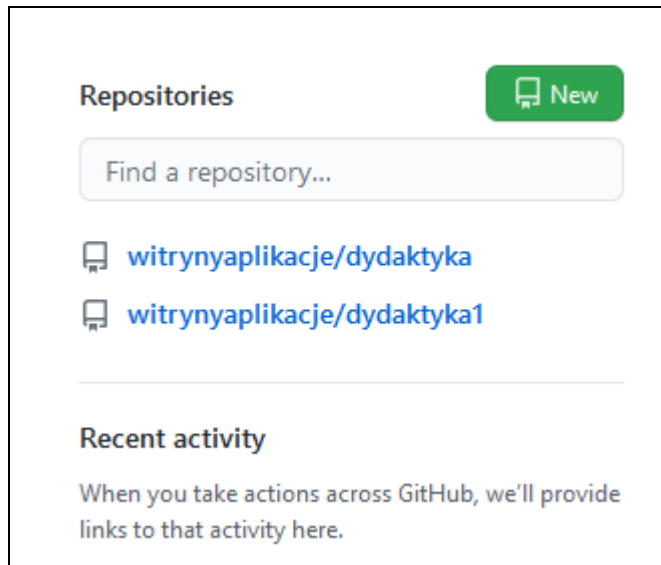 Repositories
New
Find a repository...
witrynyaplikacje/dydaktyka
witrynyaplikacje/dydaktyka1
Recent activity
When you take actions across GitHub, we’ll provide
links to that activity here.